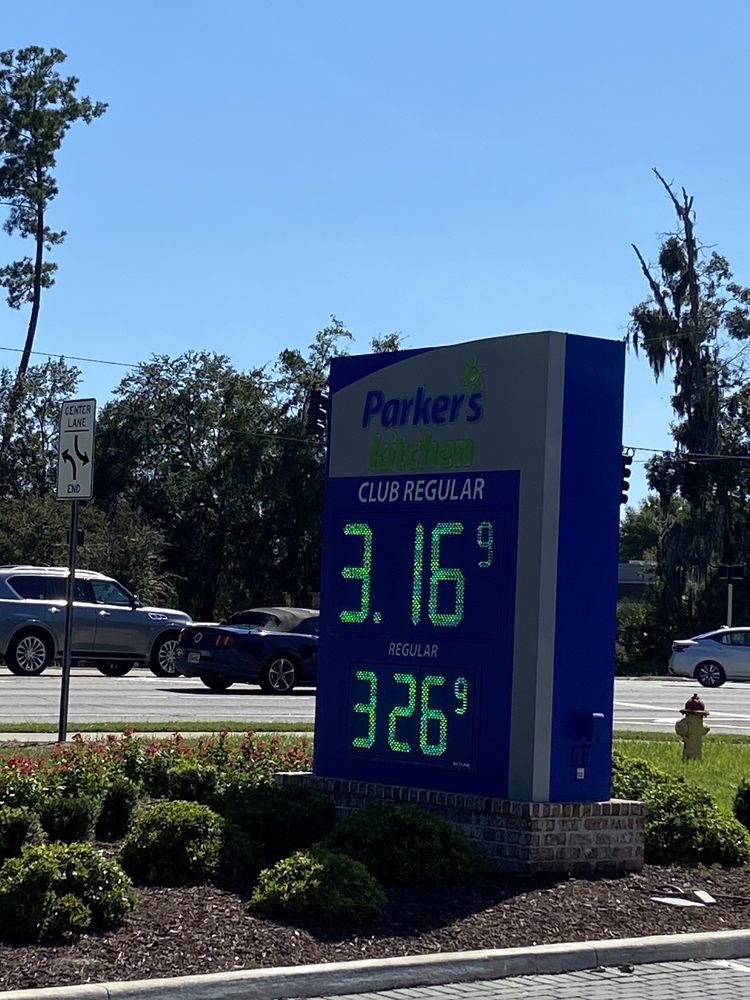 CENTER
LANE
END
Parker's
kitchen
CLUB REGULAR
3.16 9
REGULAR
3.26 9